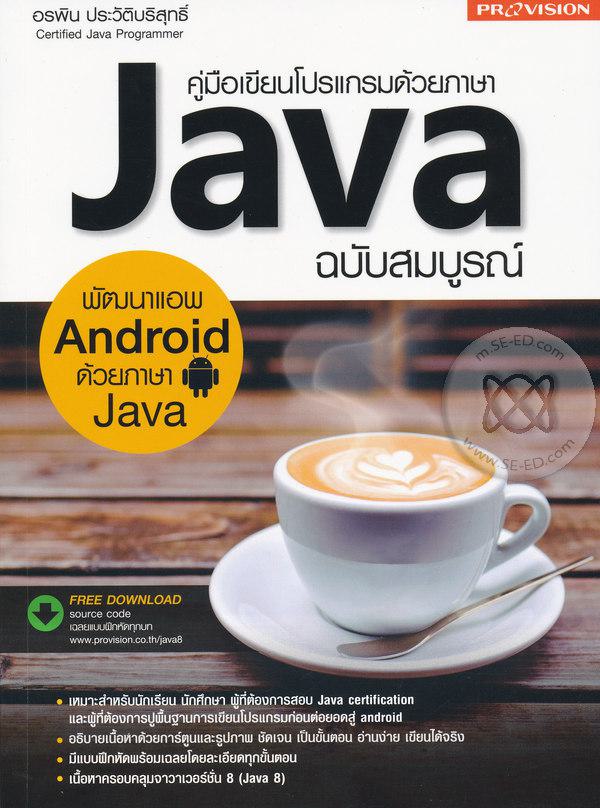 อรพิน ประวัติบริสุทธิ์
Certified Java Programmer
PROVISION
คู่มือเขียนโปรแกรมด้วยภาษา
Java
ฉบับสมบูรณ์
พัฒนาแอพ
Android
ด้วยภาษา
Java
m.SE-ED.com
www.SE-ED.com
FREE DOWNLOAD
source code
เฉลยแบบฝึกหัดทุกบท
www.provision.co.th/java8
• เหมาะสำหรับนักเรียน นักศึกษา ผู้ที่ต้องการสอบ Java certification
และผู้ที่ต้องการปูพื้นฐานการเขียนโปรแกรมก่อนต่อยอดสู่ android
• อธิบายเนื้อหาด้วยการ์ตูนและรูปภาพ ชัดเจน เป็นขั้นตอน อ่านง่าย เขียนได้จริง
• มีแบบฝึกหัดพร้อมเฉลยโดยละเอียดทุกขั้นตอน
• เนื้อหาครอบคลุมจาวาเวอร์ชั่น 8 (Java 8)